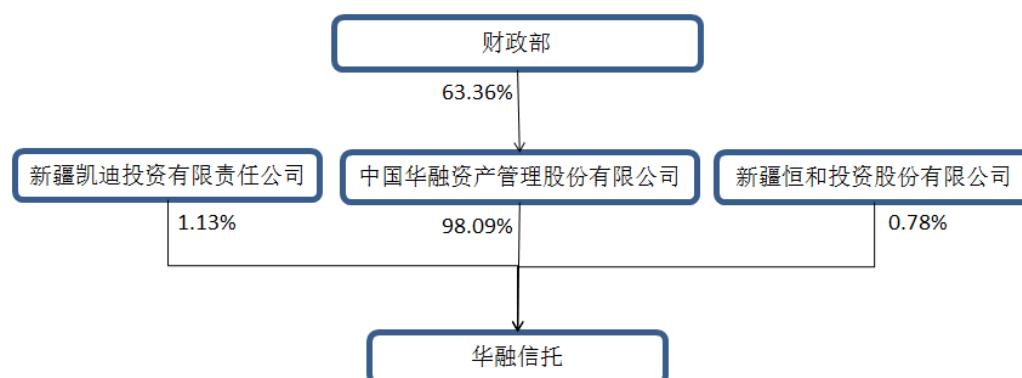 财政部
63.36%
新疆凯迪投资有限责任公司
中国华融资产管理股份有限公司
新疆恒和投资股份有限公司
1.13%
98.09%
0.78%
华融信托